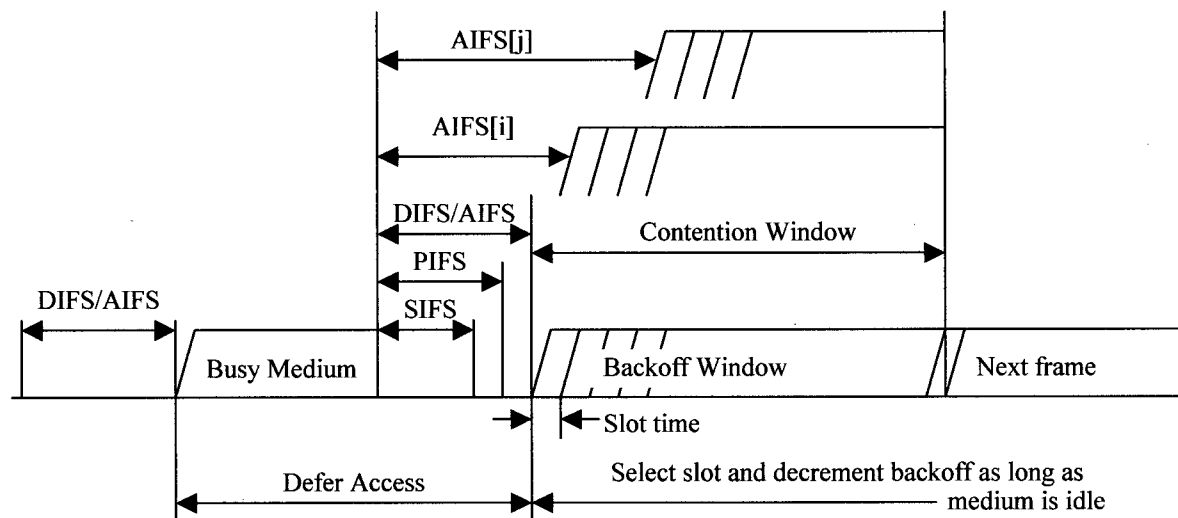 AIFS[j]
AIFS[i]
DIFS/AIFS
Contention Window
PIFS
DIFS/AIFS
SIFS
Busy Medium
Backoff Window
Next frame
Slot time
Defer Access
Select slot and decrement backoff as long as
medium is idle